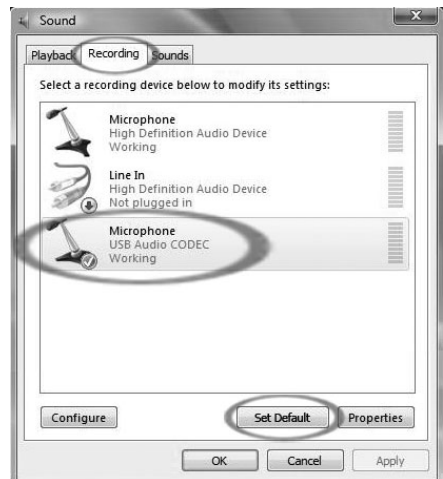 Sound
Playback Recording Sounds
Select a recording device below to modify its settings:
Microphone
High Definition Audio Device
Working
Line In
High Definition Audio Device
Not plugged in
Microphone
USB Audio CODEC
Working
Configure Set Default Properties
OK Cancel Apply